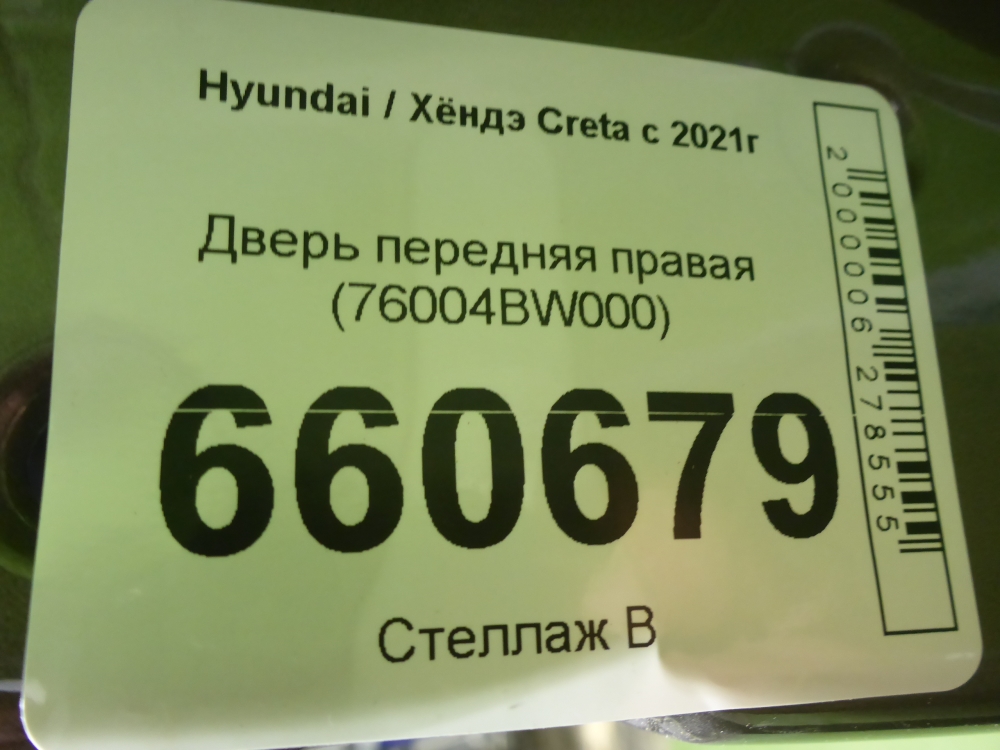 Hyundai / Хёндэ Creta с 2021г
Дверь передняя правая
(76004BW000)
660679
Стеллаж В
2000006278555